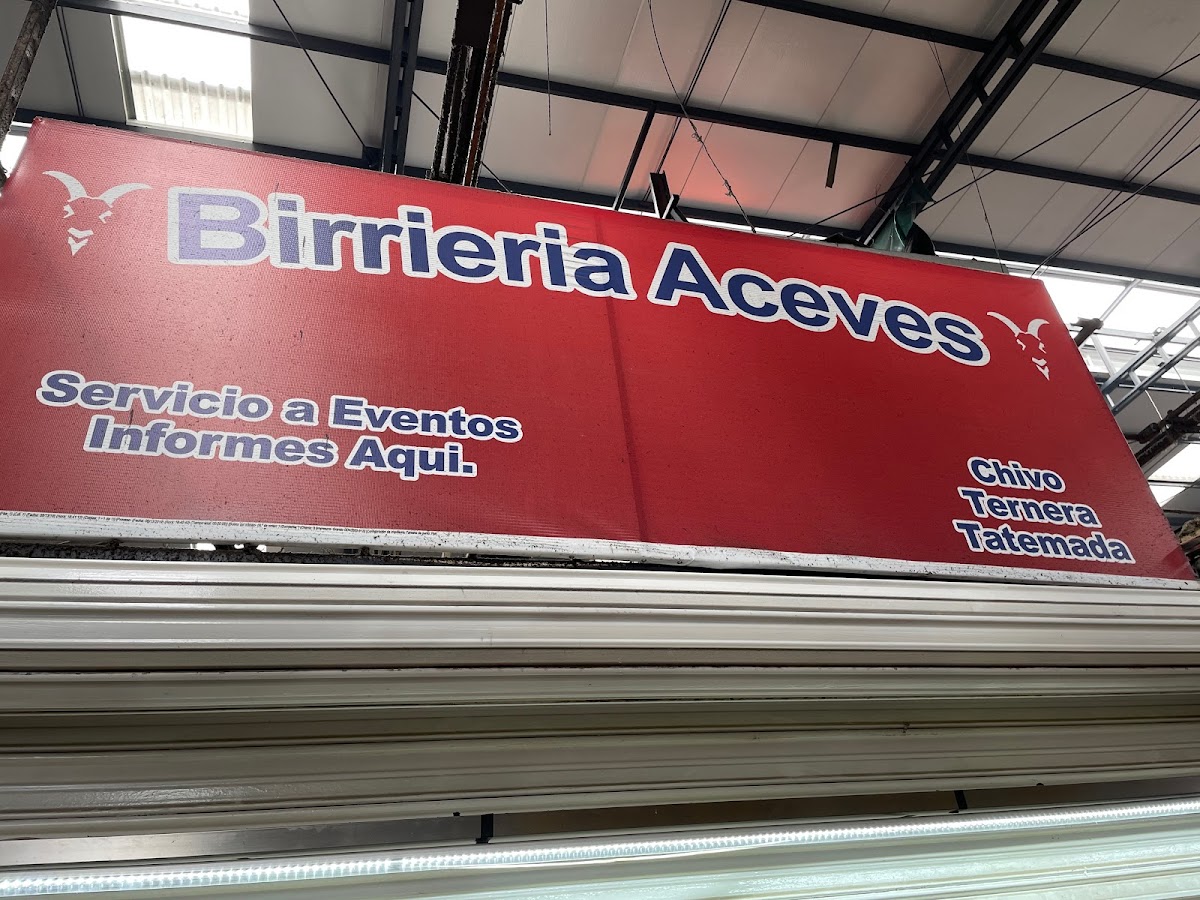 Birrieria Aceves
Servicio a Eventos
Informes Aqui.
Chivo
Ternera
Tatemada